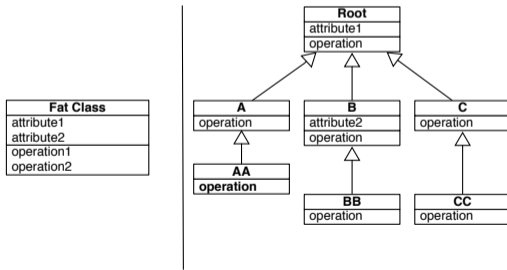 Fat Class
attribute1
attribute2
operation1
operation2
Root
attribute1
operation
A
operation
B
attribute2
operation
C
operation
AA
operation
BB
operation
CC
operation